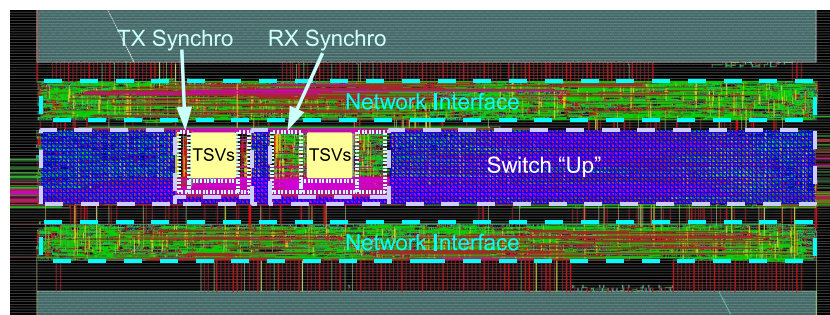 TX Synchro RX Synchro
Network Interface
TSVs TSVs Switch “Up”
Network Interface